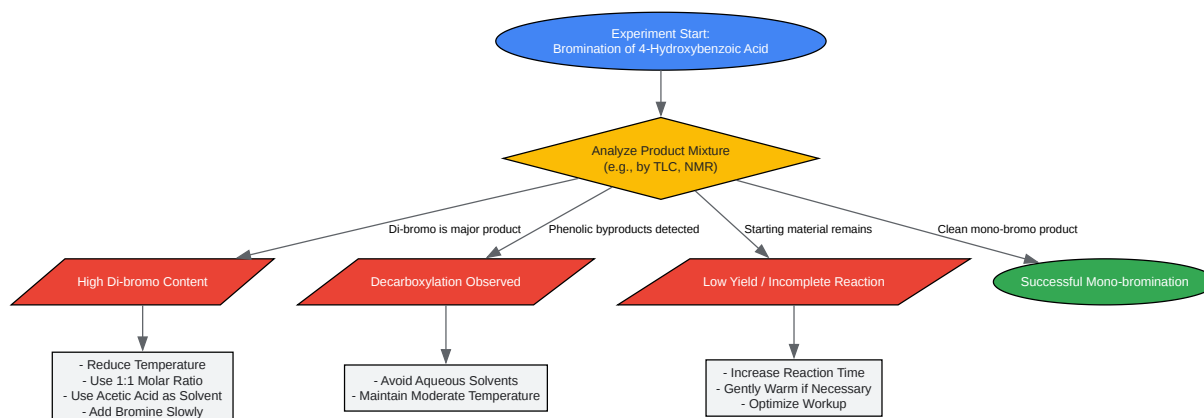 Experiment Start:
Bromination of 4-Hydroxybenzoic Acid
Analyze Product Mixture
(e.g., by TLC, NMR)
Di-bromo is major product
Phenolic byproducts detected
Starting material remains
Clean mono-bromo product
High Di-bromo Content
Decarboxylation Observed
Low Yield / Incomplete Reaction
Successful Mono-bromination
- Reduce Temperature
- Use 1:1 Molar Ratio
- Use Acetic Acid as Solvent
- Add Bromine Slowly
- Avoid Aqueous Solvents
- Maintain Moderate Temperature
- Increase Reaction Time
- Gently Warm if Necessary
- Optimize Workup